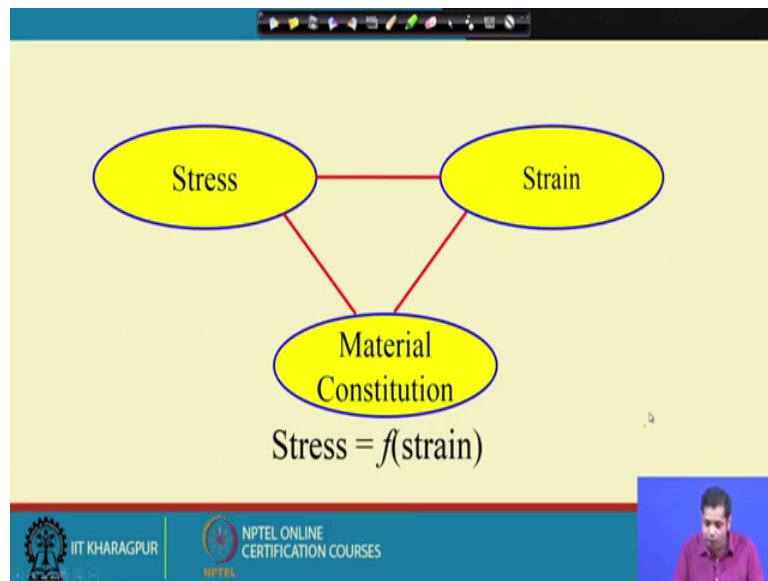 Stress
Strain
Material
Constitution
Stress = f(strain)
IIT KHARAGPUR
NPTEL
NPTEL ONLINE
CERTIFICATION COURSES